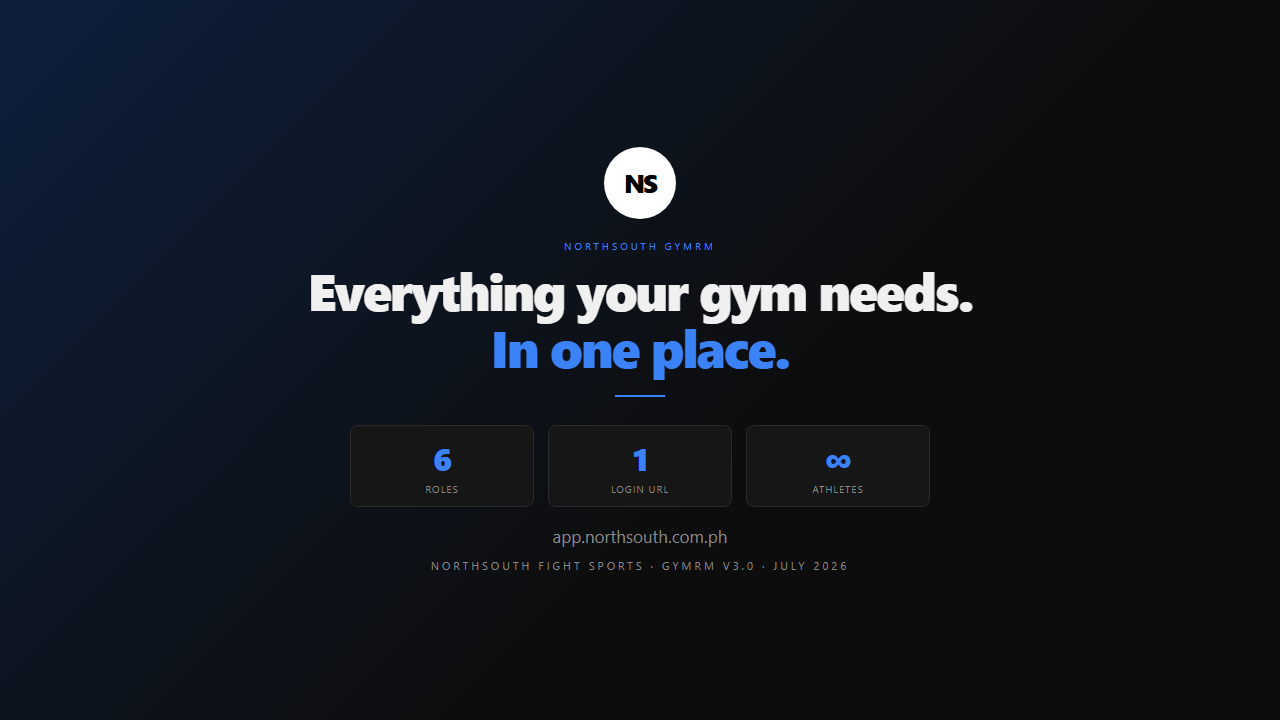 NS
NORTHSOUTH GYMRM
Everything your gym needs.
In one place.
6 1 ∞
ROLES LOGIN URL ATHLETES
app.northsouth.com.ph
NORTHSOUTH FIGHT SPORTS · GYMRM V3.0 · JULY 2026